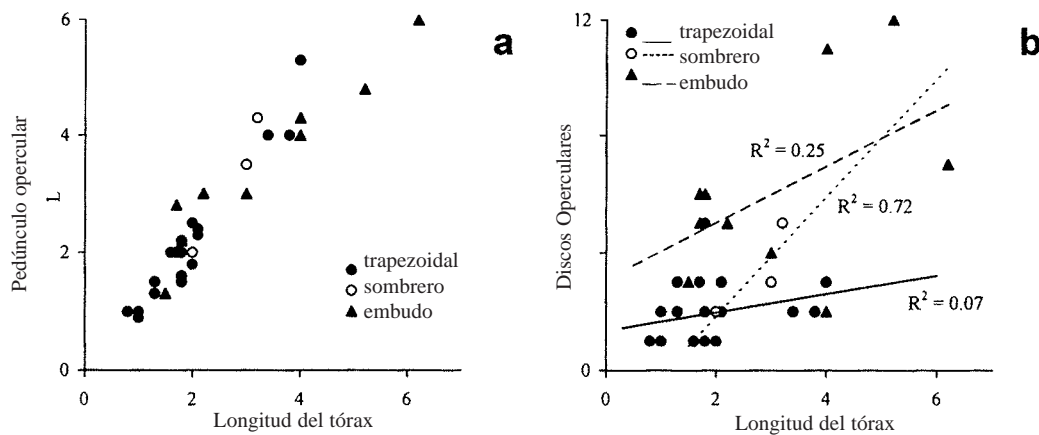 a
6
4
2
0
Pedúnculo opercular
L
trapezoidal
sombrero
embudo
0
2
4
6
Longitud del tórax
b
12
0
Discos Operculares
trapezoidal
sombrero
embudo
R² = 0.25
R² = 0.72
R² = 0.07
0
2
4
6
Longitud del tórax